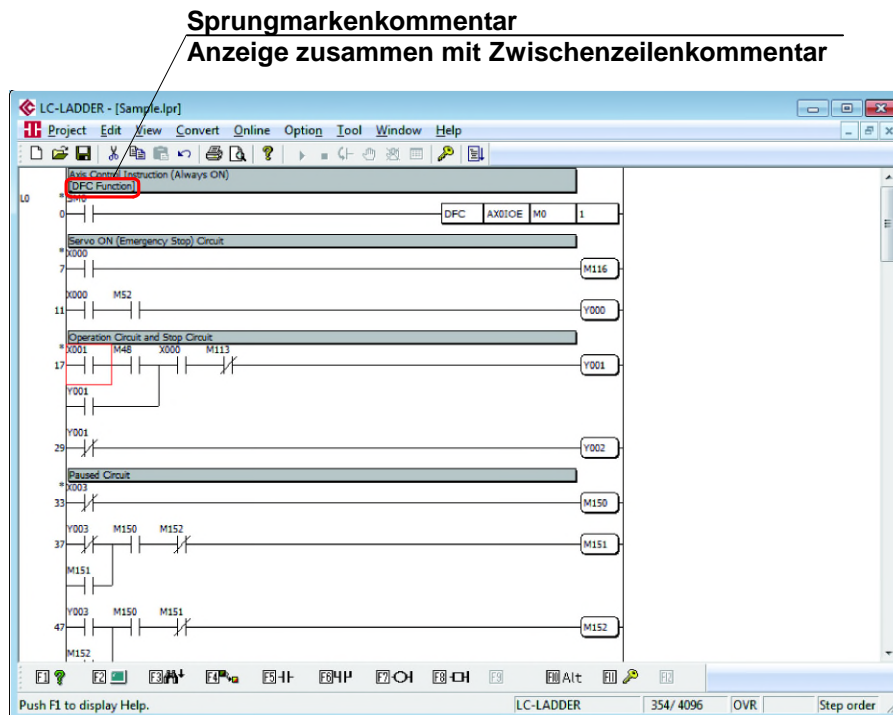 Sprungmarkenkommentar
Anzeige zusammen mit Zwischenzeilenkommentar
LC-LADDER - [Sample.lpr]
Project Edit View Convert Online Option Tool Window Help
Axis Control Instruction (Always ON)
[DFC Function]
L0 * SM0
0 DFC AX0IOE M0 1
Servo ON (Emergency Stop) Circuit
* X000
7 M116
X000 M52
11 Y000
Operation Circuit and Stop Circuit
* X001 M48 X000 M113
17 Y001
Y001
Y001
29 Y002
Paused Circuit
* X003
33 M150
Y003 M150 M152
37 M151
M151
Y003 M150 M151
47 M152
M152
F1 F2 F3 F4 F5 F6 F7 F8 F9 F10 Alt F11 F12
Push F1 to display Help. LC-LADDER 354/4096 OVR Step order